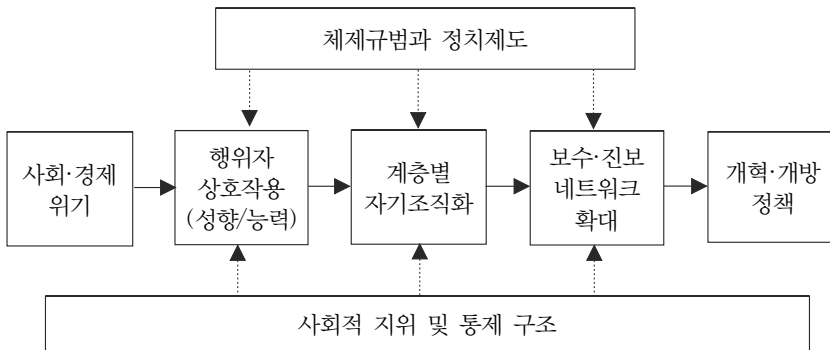 체제규범과 정치제도
사회·경제
위기
행위자
상호작용
(성향/능력)
계층별
자기조직화
보수·진보
네트워크
확대
개혁·개방
정책
사회적 지위 및 통제 구조